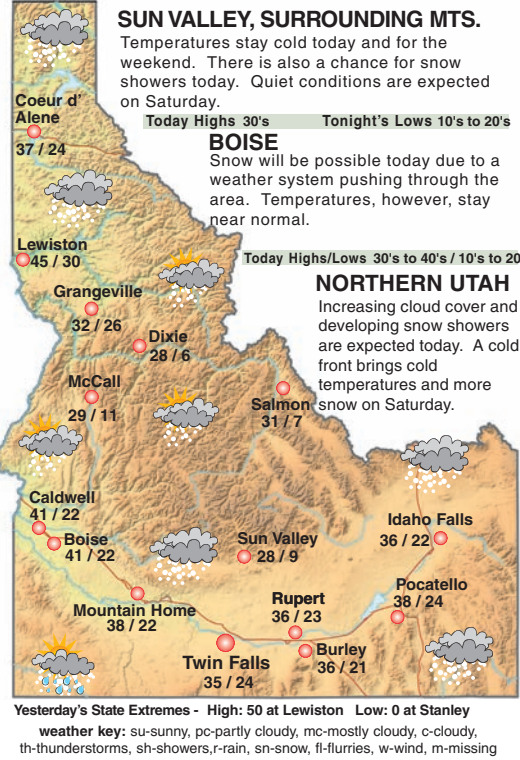 SUN VALLEY, SURROUNDING MTS.
Temperatures stay cold today and for the
weekend.  There is also a chance for snow
showers today.  Quiet conditions are expected
on Saturday.
Today Highs 30's Tonight's Lows 10's to 20's
BOISE
Snow will be possible today due to a
weather system pushing through the
area.  Temperatures, however, stay
near normal.
Today Highs/Lows 30's to 40's / 10's to 20
NORTHERN UTAH
Increasing cloud cover and
developing snow showers
are expected today.  A cold
front brings cold
temperatures and more
snow on Saturday.
Coeur d'
Alene
37 / 24
Lewiston
45 / 30
Grangeville
32 / 26
Dixie
28 / 6
McCall
29 / 11
Salmon
31 / 7
Caldwell
41 / 22
Boise
41 / 22
Sun Valley
28 / 9
Idaho Falls
36 / 22
Pocatello
38 / 24
Mountain Home
38 / 22
Rupert
36 / 23
Burley
36 / 21
Twin Falls
35 / 24
Yesterday's State Extremes -  High: 50 at Lewiston   Low: 0 at Stanley
weather key: su-sunny, pc-partly cloudy, mc-mostly cloudy, c-cloudy,
th-thunderstorms, sh-showers,r-rain, sn-snow, fl-flurries, w-wind, m-missing